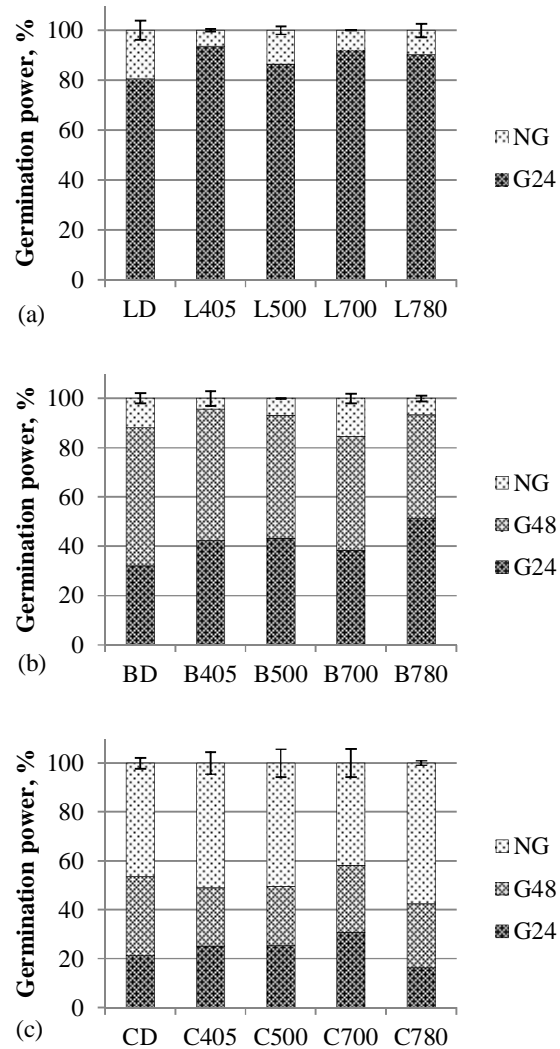 Germination power, %
100
80
60
40
20
0
LD L405 L500 L700 L780
NG
G24
(a)
Germination power, %
100
80
60
40
20
0
BD B405 B500 B700 B780
NG
G48
G24
(b)
Germination power, %
100
80
60
40
20
0
CD C405 C500 C700 C780
NG
G48
G24
(c)